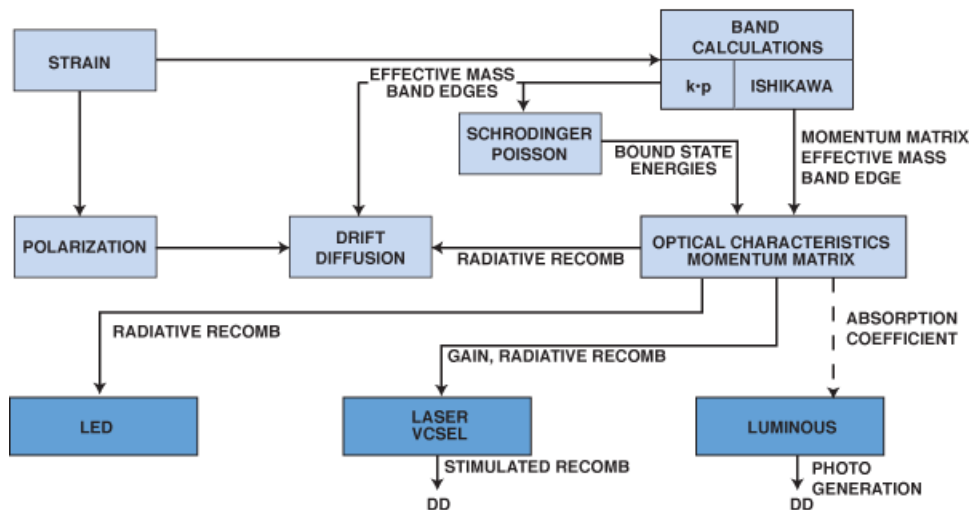 STRAIN
BAND
CALCULATIONS
k·p
ISHIKAWA
EFFECTIVE MASS
BAND EDGES
SCHRODINGER
POISSON
BOUND STATE
ENERGIES
MOMENTUM MATRIX
EFFECTIVE MASS
BAND EDGE
POLARIZATION
DRIFT
DIFFUSION
RADIATIVE RECOMB
OPTICAL CHARACTERISTICS
MOMENTUM MATRIX
RADIATIVE RECOMB
GAIN, RADIATIVE RECOMB
ABSORPTION
COEFFICIENT
LED
LASER
VCSEL
LUMINOUS
STIMULATED RECOMB
DD
PHOTO
GENERATION
DD